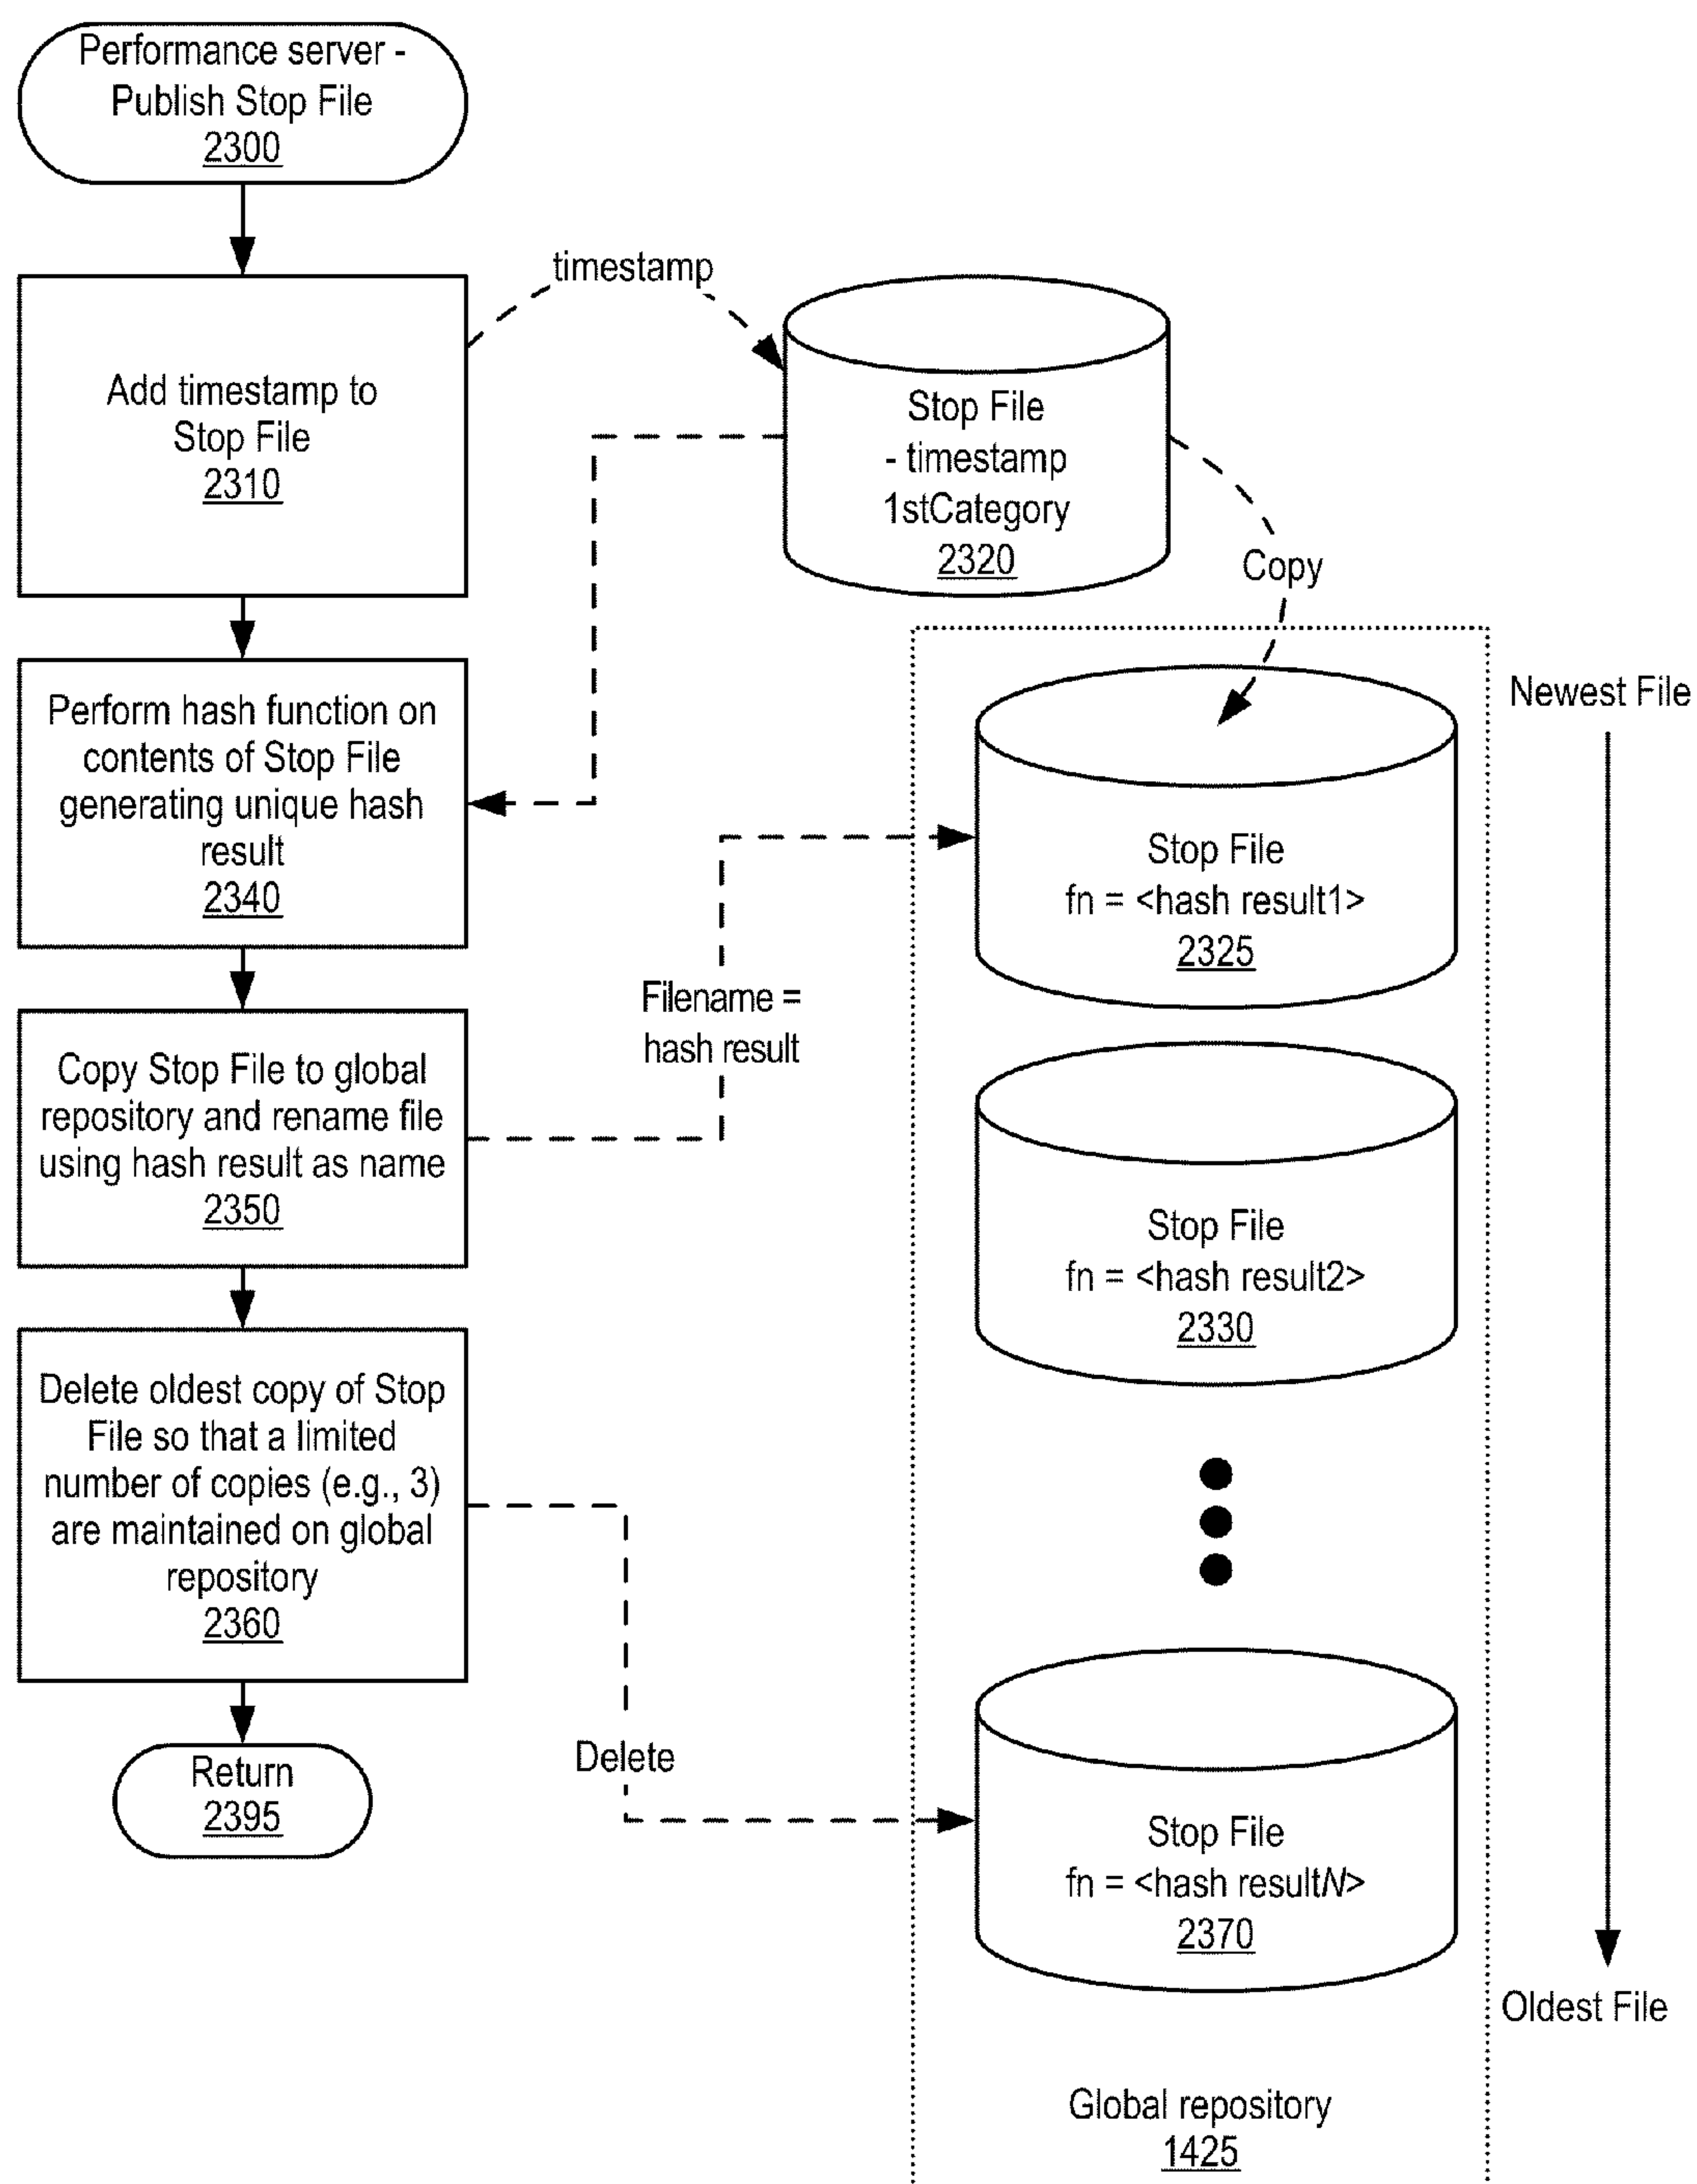 Performance server -
Publish Stop File
2300
timestamp
Add timestamp to
Stop File
2310
Stop File
- timestamp
1stCategory
2320
Copy
Perform hash function on
contents of Stop File
generating unique hash
result
2340
Newest File
Stop File
fn = <hash result1>
2325
Filename =
hash result
Copy Stop File to global
repository and rename file
using hash result as name
2350
Stop File
fn = <hash result2>
2330
Delete oldest copy of Stop
File so that a limited
number of copies (e.g., 3)
are maintained on global
repository
2360
Delete
Return
2395
Stop File
fn = <hash resultN>
2370
Oldest File
Global repository
1425